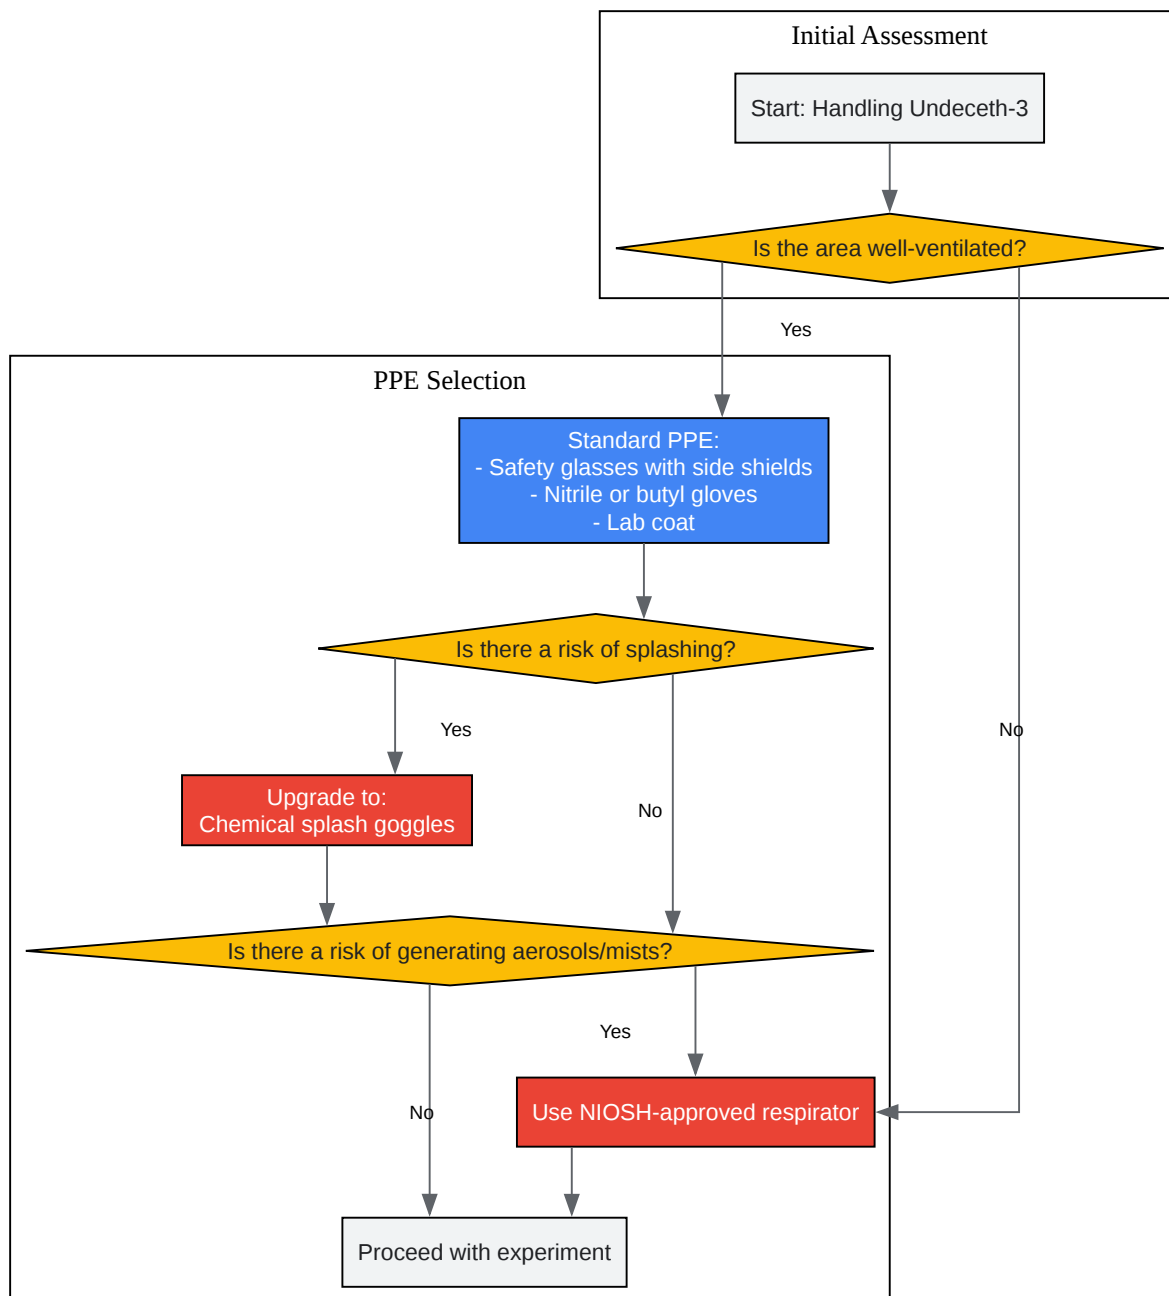 Initial Assessment
Start: Handling Undeceth-3
Is the area well-ventilated?
Yes
PPE Selection
Standard PPE:
- Safety glasses with side shields
- Nitrile or butyl gloves
- Lab coat
Is there a risk of splashing?
Yes
No
Upgrade to:
Chemical splash goggles
No
Is there a risk of generating aerosols/mists?
Yes
No
Use NIOSH-approved respirator
Proceed with experiment